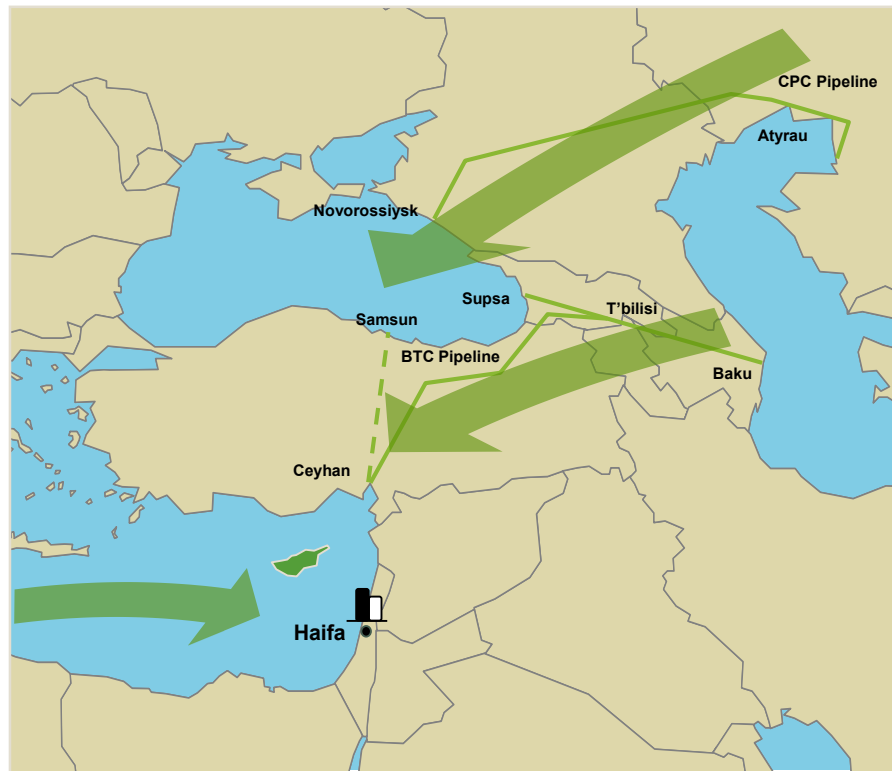 CPC Pipeline
Atyrau
Novorossiysk
Supsa
T’bilisi
Samsun
BTC Pipeline
Baku
Ceyhan
Haifa